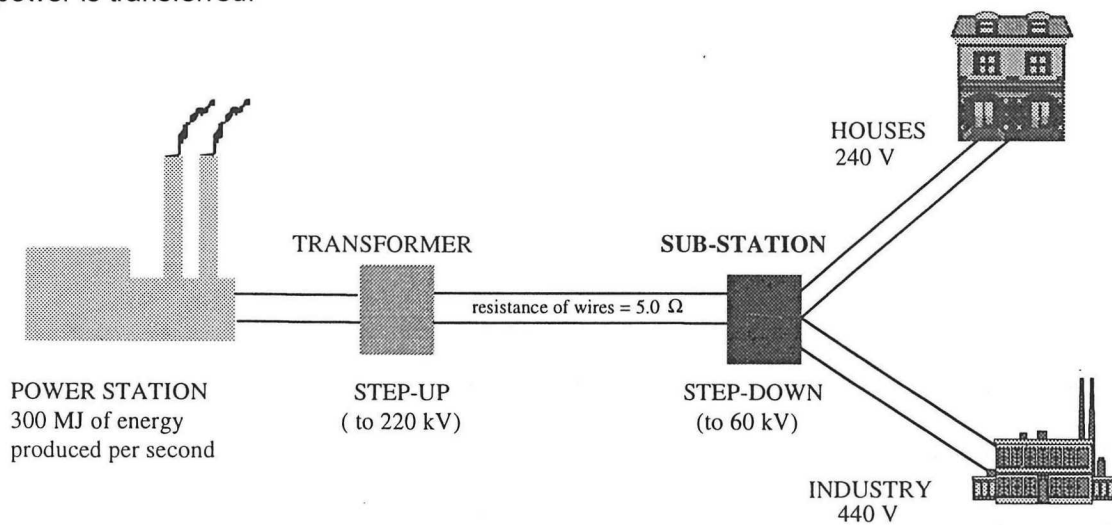 power is transferred.
HOUSES
240 V
TRANSFORMER
SUB-STATION
resistance of wires = 5.0 Ω
POWER STATION
300 MJ of energy
produced per second
STEP-UP
( to 220 kV)
STEP-DOWN
(to 60 kV)
INDUSTRY
440 V